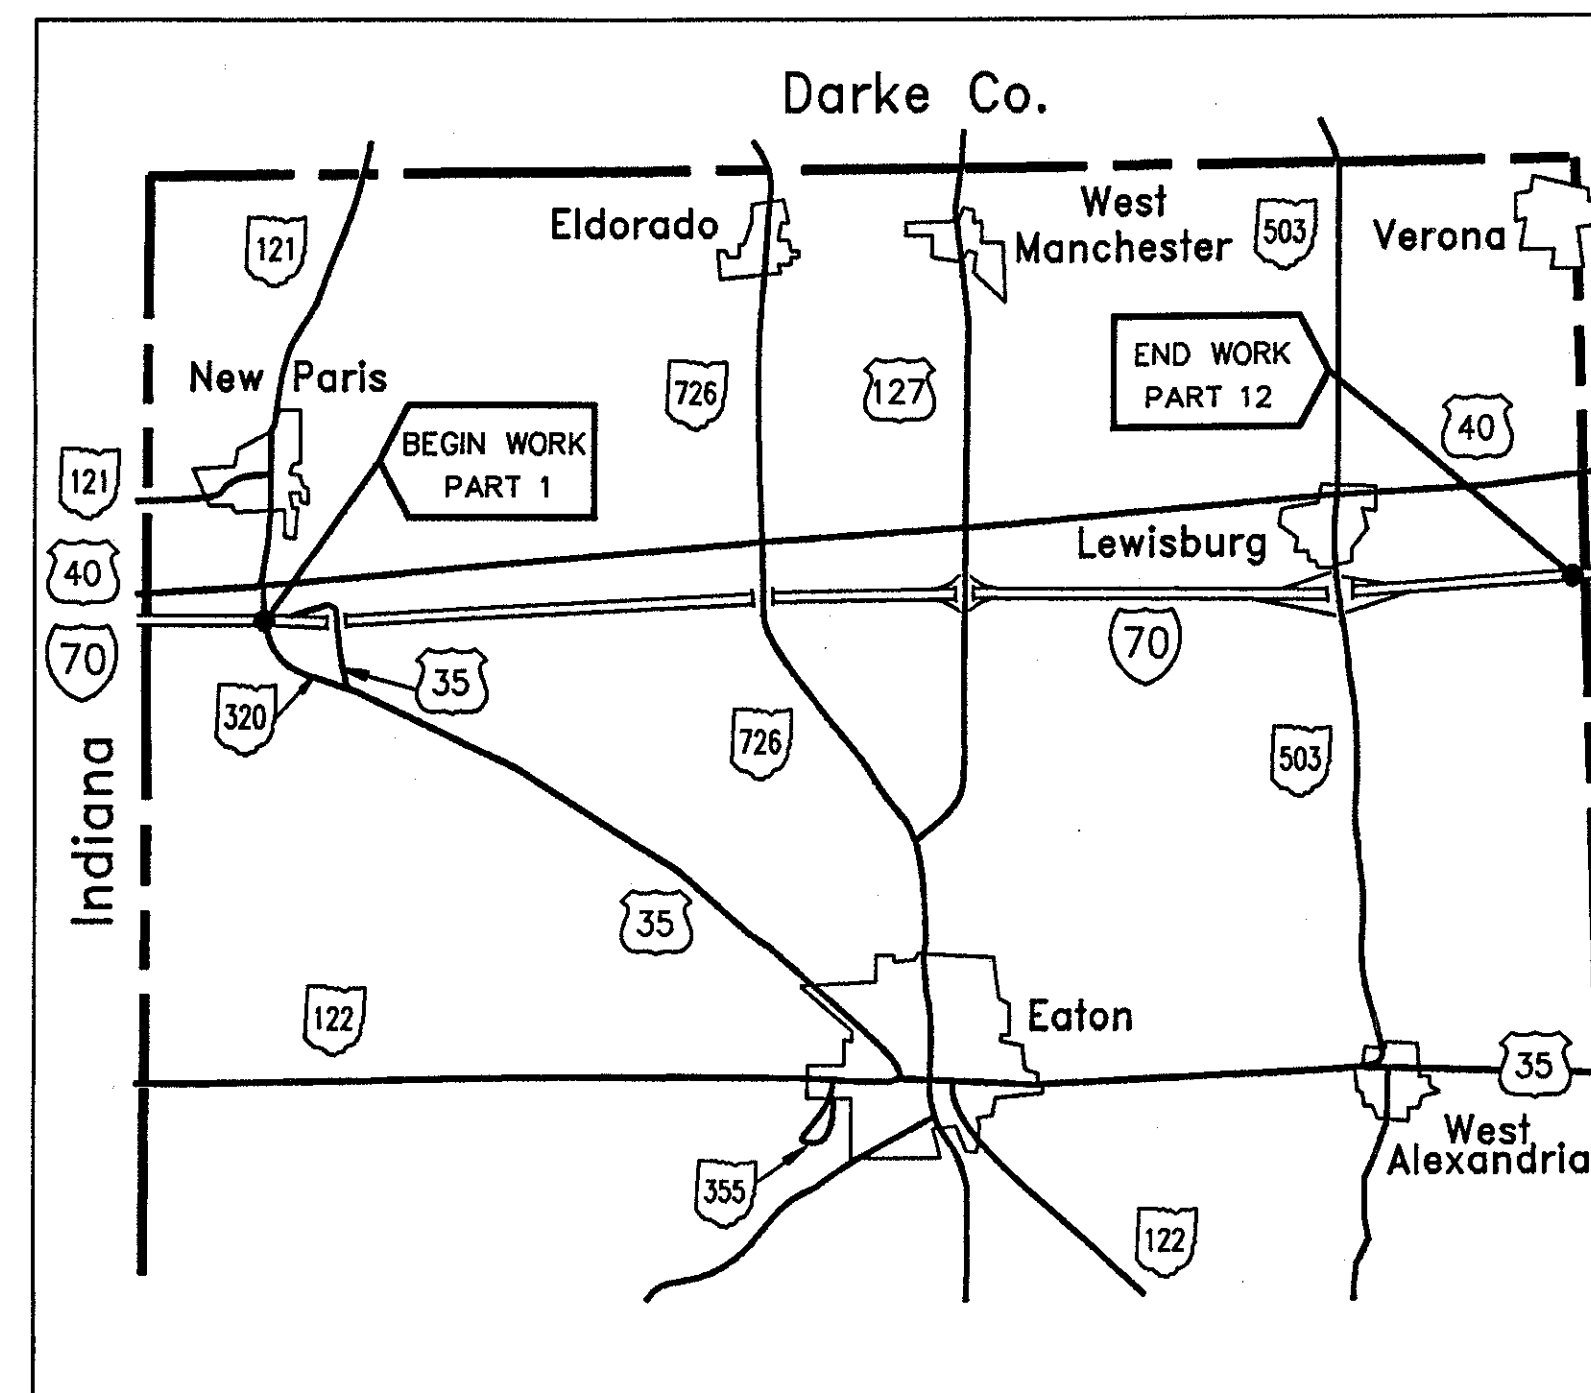 Darke Co.
121
Eldorado
West
Manchester
503
Verona
New Paris
726
127
END WORK
PART 12
40
BEGIN WORK
PART 1
121
40
Lewisburg
70
35
70
320
726
503
Indiana
35
122
Eaton
35
West
Alexandria
355
122